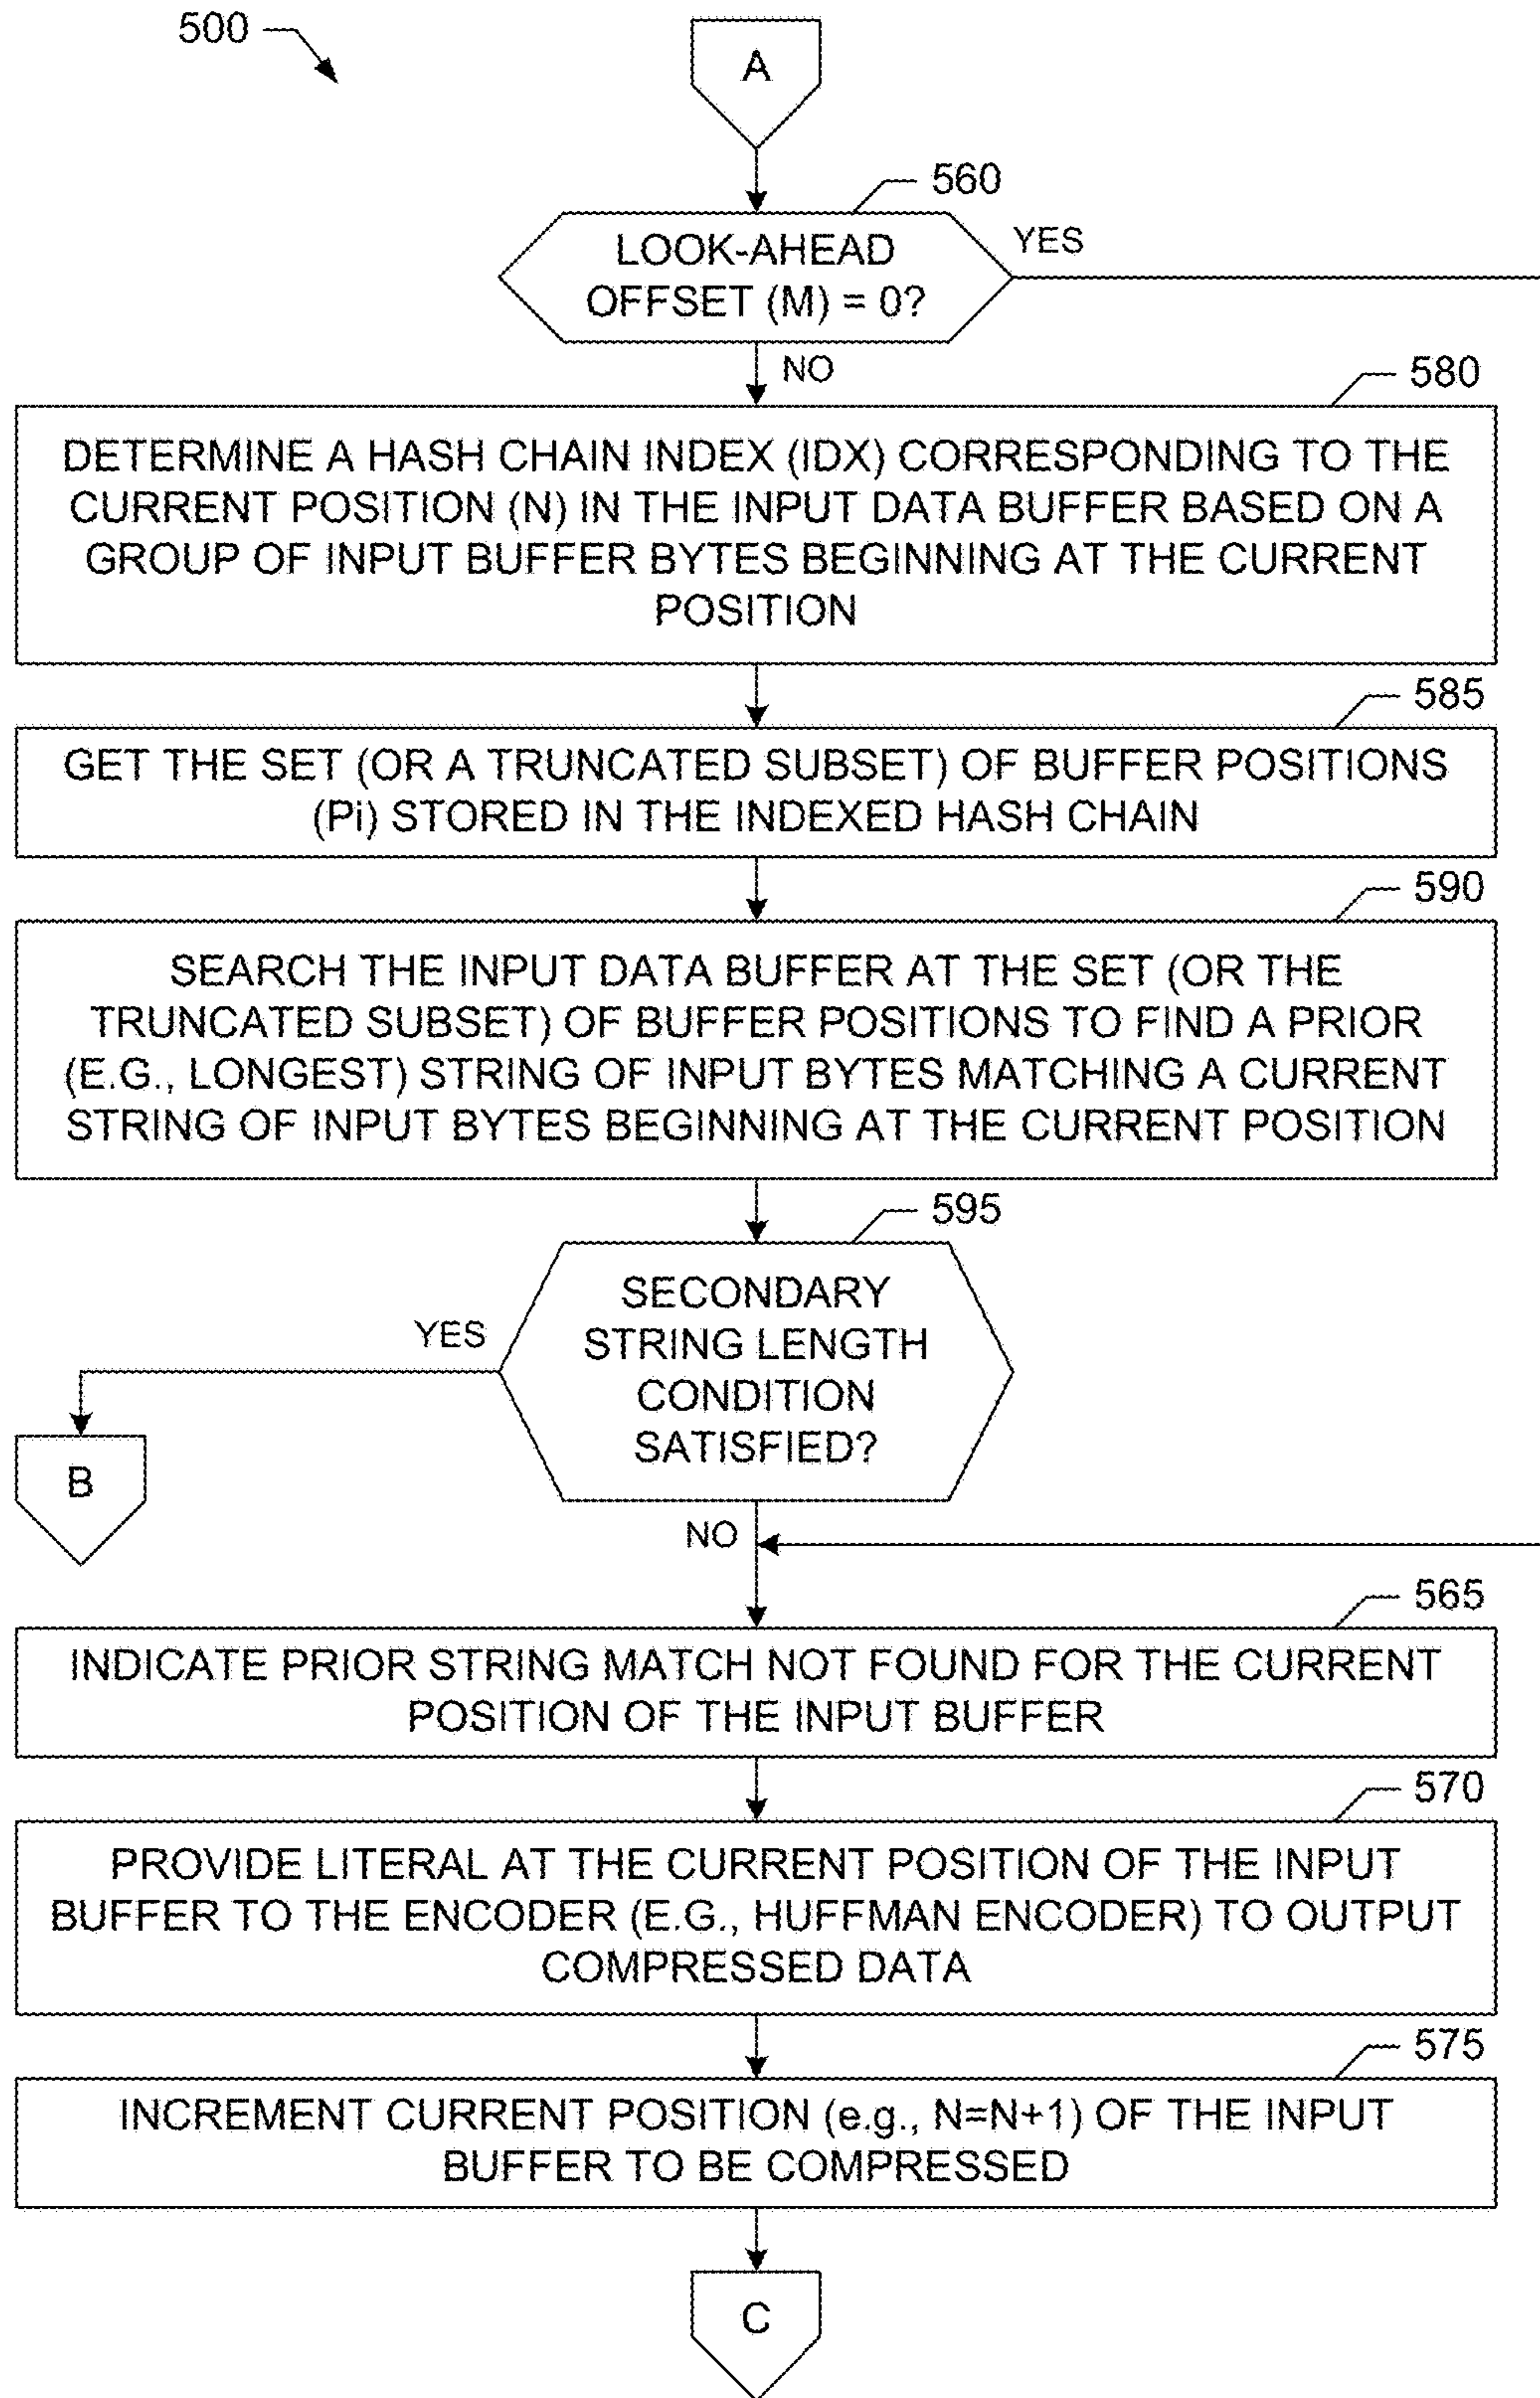 500
A
560
LOOK-AHEAD
OFFSET (M) = 0?
YES
NO
580
DETERMINE A HASH CHAIN INDEX (IDX) CORRESPONDING TO THE
CURRENT POSITION (N) IN THE INPUT DATA BUFFER BASED ON A
GROUP OF INPUT BUFFER BYTES BEGINNING AT THE CURRENT
POSITION
585
GET THE SET (OR A TRUNCATED SUBSET) OF BUFFER POSITIONS
(Pi) STORED IN THE INDEXED HASH CHAIN
590
SEARCH THE INPUT DATA BUFFER AT THE SET (OR THE
TRUNCATED SUBSET) OF BUFFER POSITIONS TO FIND A PRIOR
(E.G., LONGEST) STRING OF INPUT BYTES MATCHING A CURRENT
STRING OF INPUT BYTES BEGINNING AT THE CURRENT POSITION
595
SECONDARY
STRING LENGTH
CONDITION
SATISFIED?
YES
B
NO
565
INDICATE PRIOR STRING MATCH NOT FOUND FOR THE CURRENT
POSITION OF THE INPUT BUFFER
570
PROVIDE LITERAL AT THE CURRENT POSITION OF THE INPUT
BUFFER TO THE ENCODER (E.G., HUFFMAN ENCODER) TO OUTPUT
COMPRESSED DATA
575
INCREMENT CURRENT POSITION (e.g., N=N+1) OF THE INPUT
BUFFER TO BE COMPRESSED
C